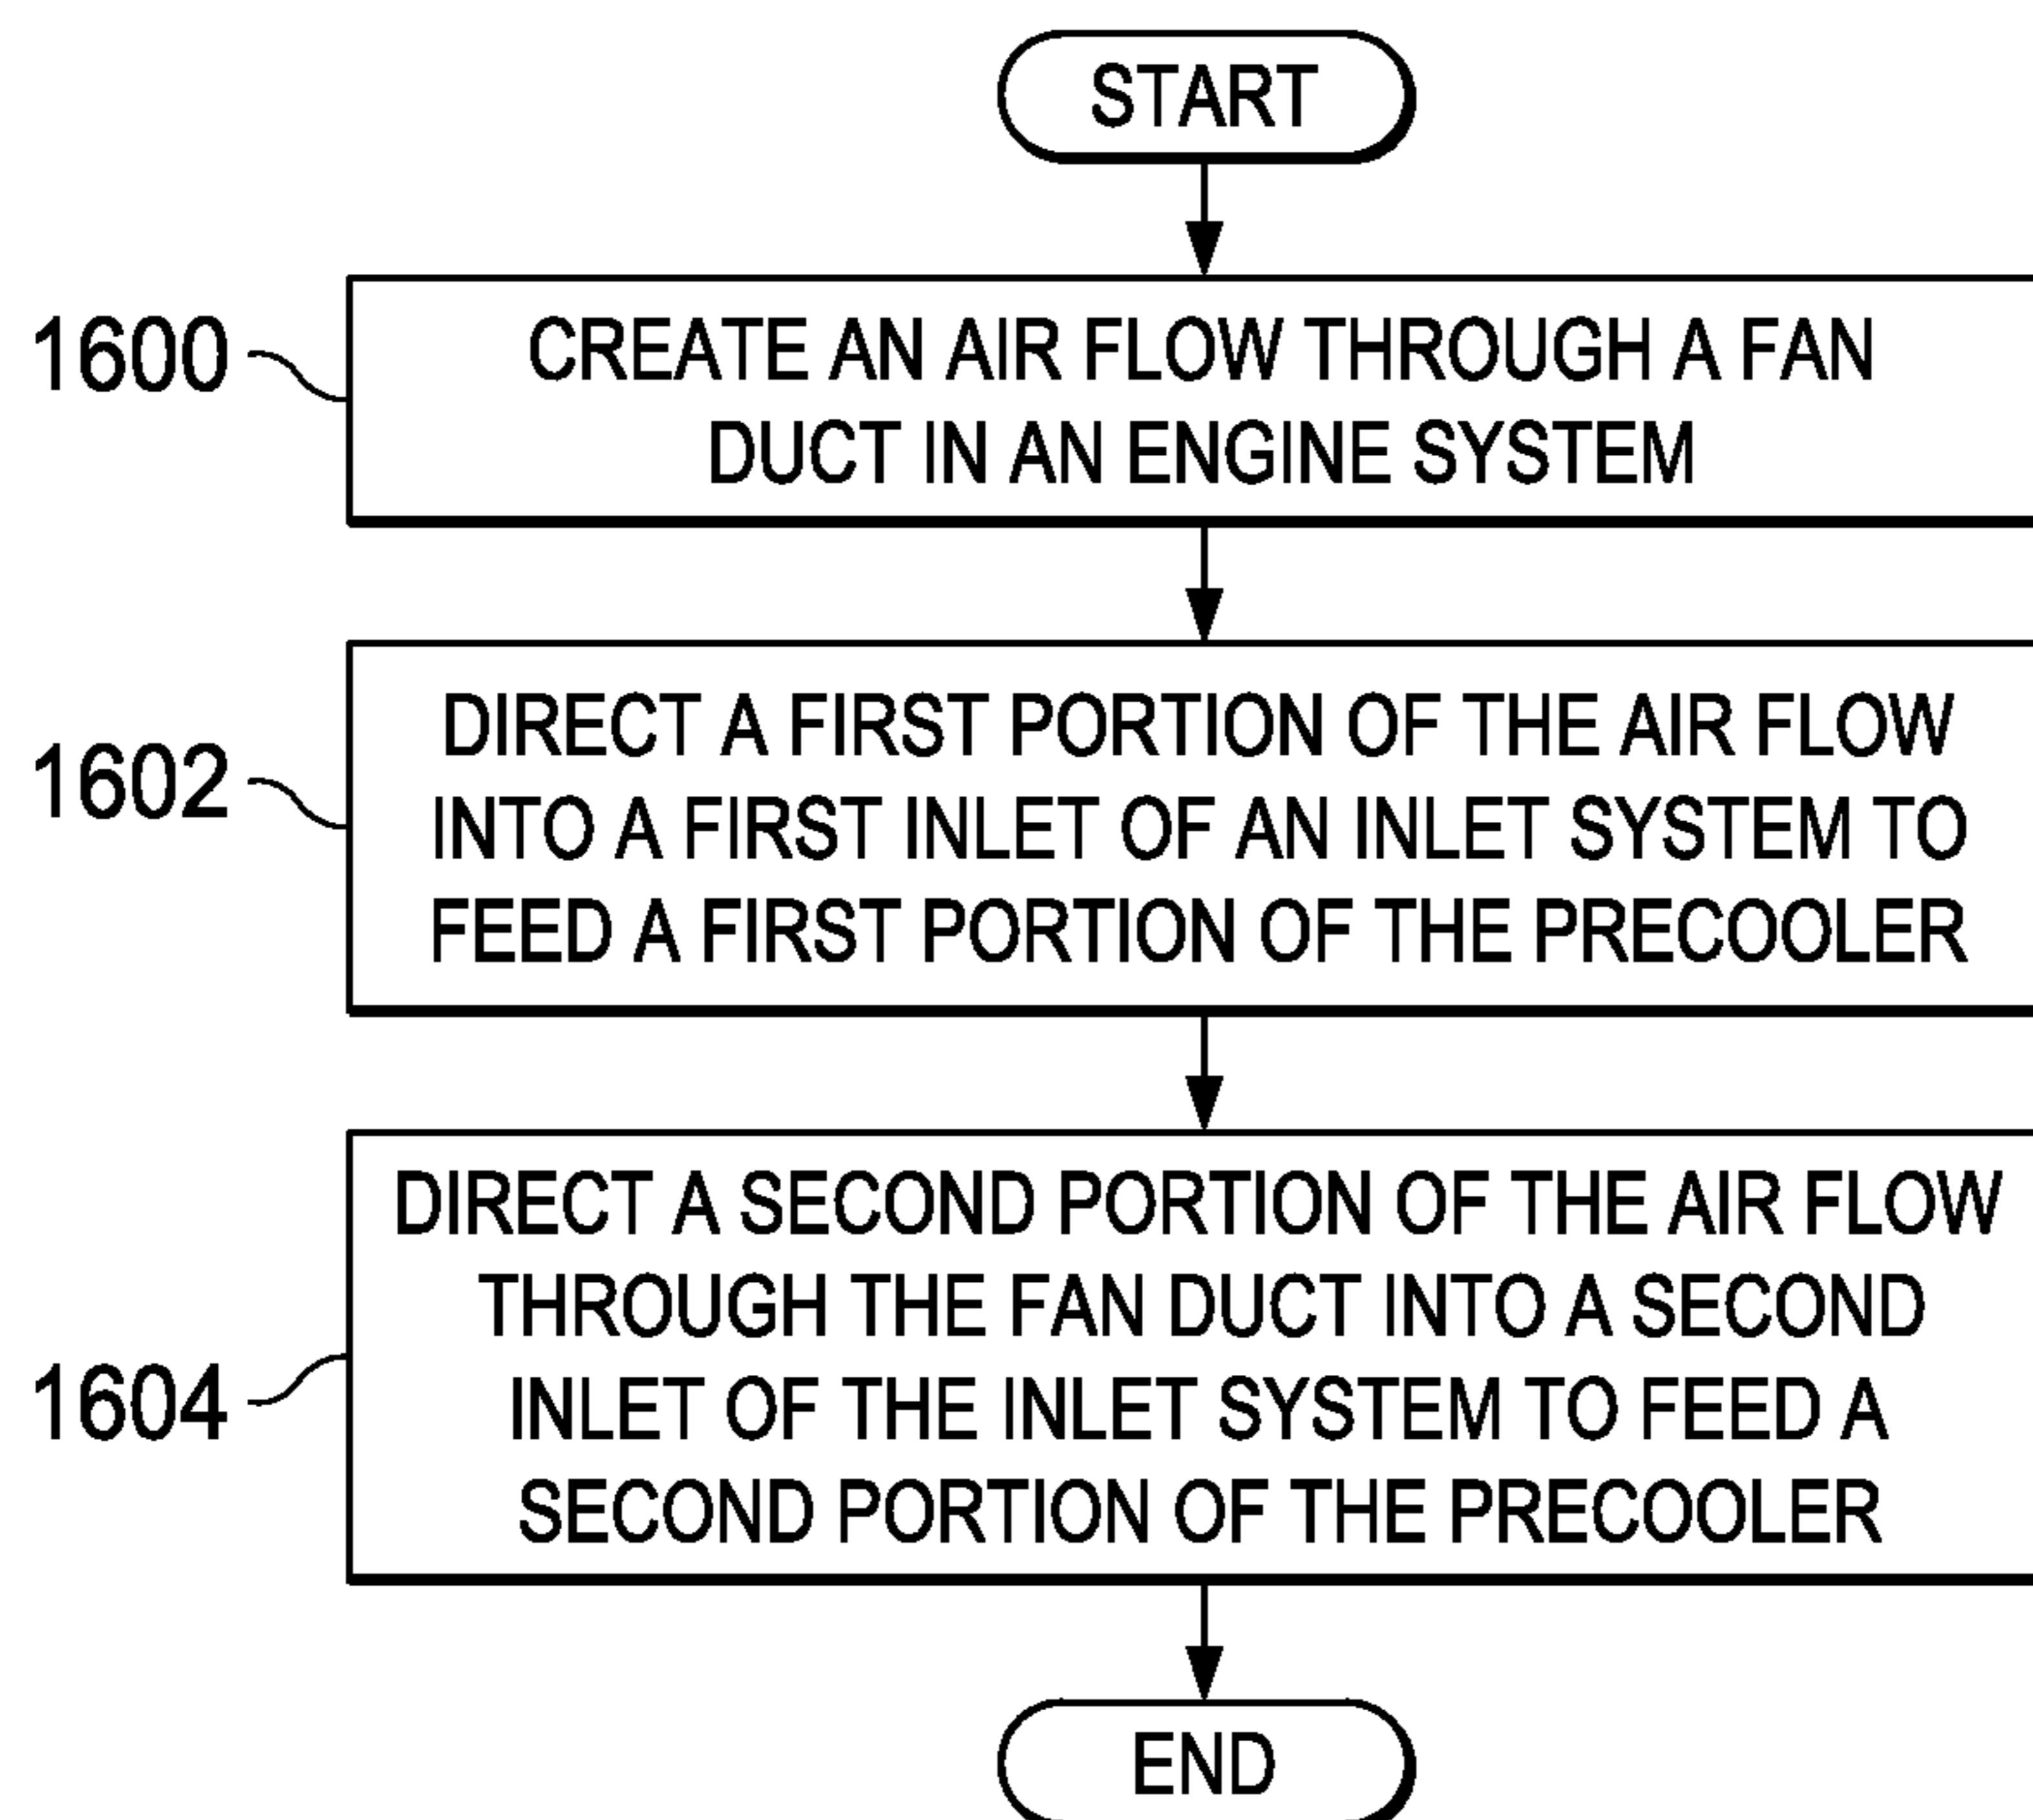 START
1600
CREATE AN AIR FLOW THROUGH A FAN
DUCT IN AN ENGINE SYSTEM
1602
DIRECT A FIRST PORTION OF THE AIR FLOW
INTO A FIRST INLET OF AN INLET SYSTEM TO
FEED A FIRST PORTION OF THE PRECOOLER
1604
DIRECT A SECOND PORTION OF THE AIR FLOW
THROUGH THE FAN DUCT INTO A SECOND
INLET OF THE INLET SYSTEM TO FEED A
SECOND PORTION OF THE PRECOOLER
END